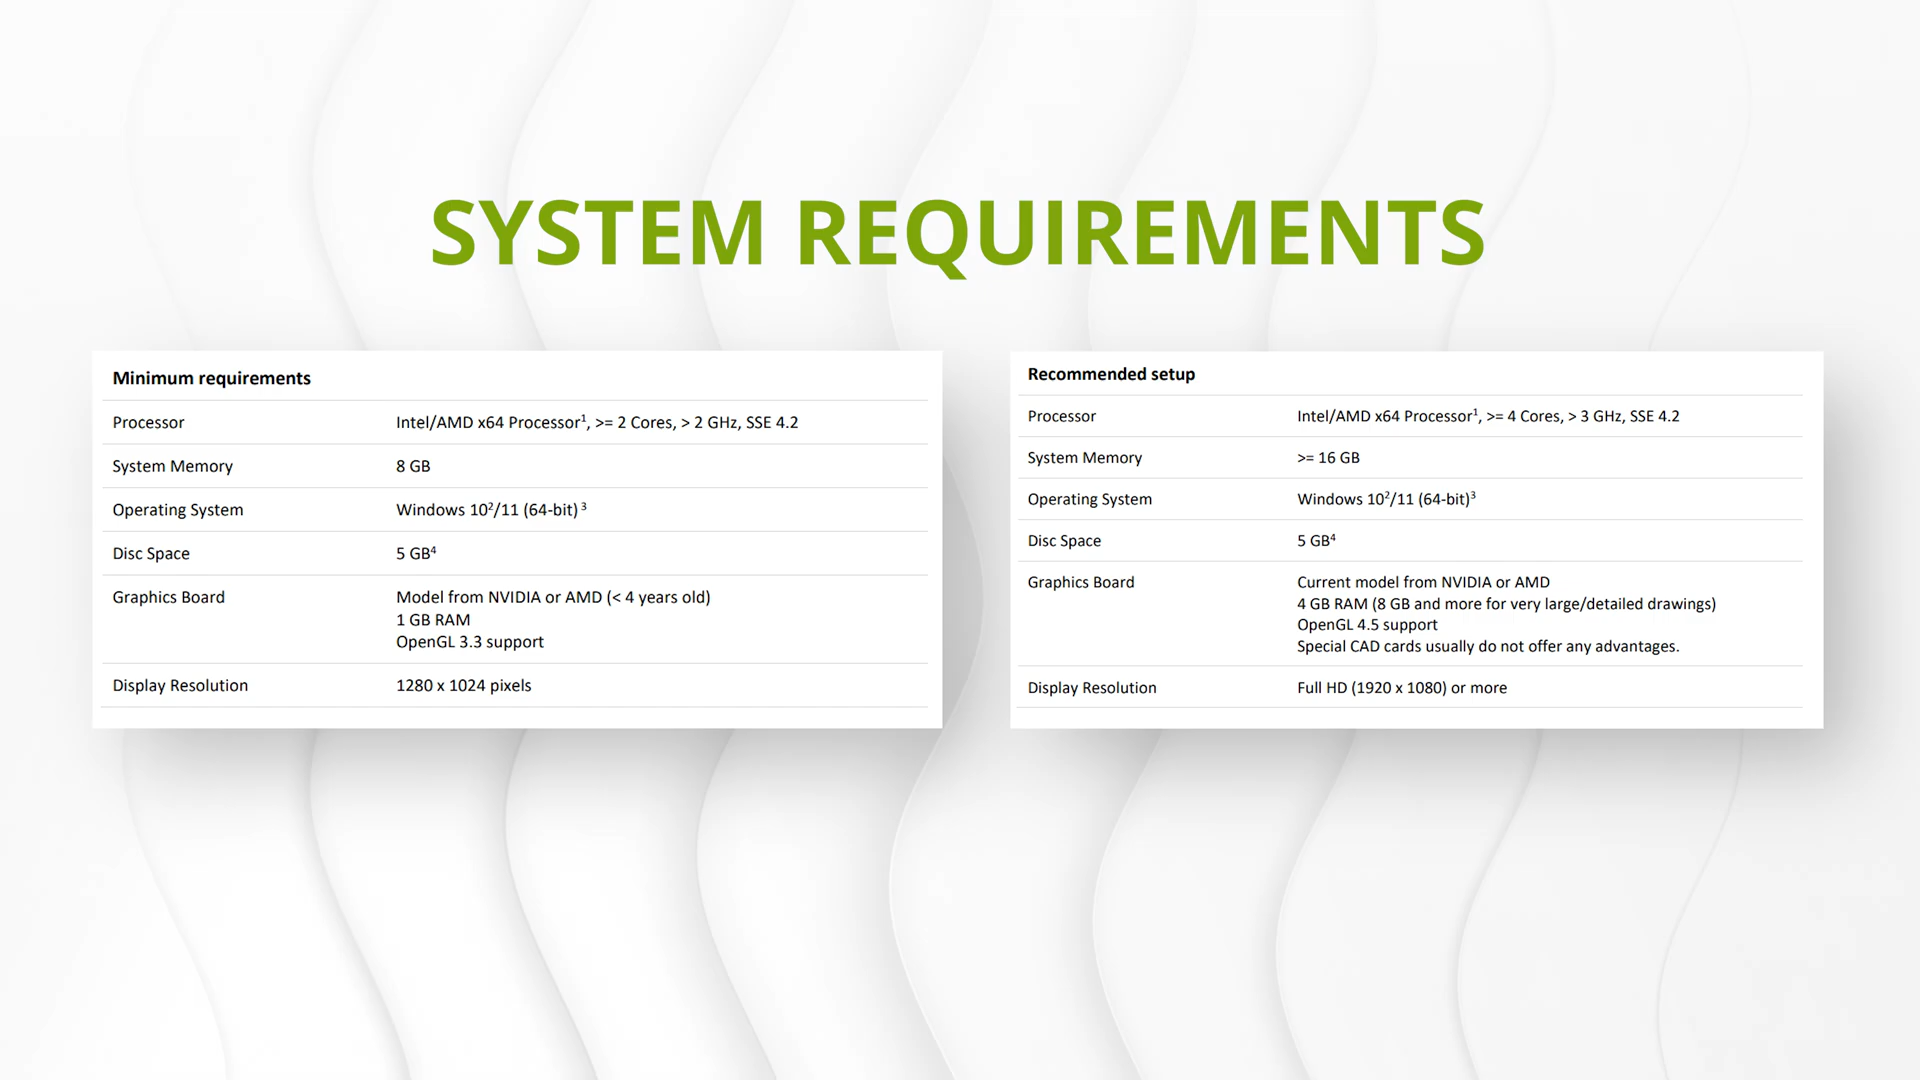 SYSTEM REQUIREMENTS
Minimum requirements
Processor Intel/AMD x64 Processor¹, >= 2 Cores, > 2 GHz, SSE 4.2
System Memory 8 GB
Operating System Windows 10²/11 (64-bit) ³
Disc Space 5 GB⁴
Graphics Board Model from NVIDIA or AMD (< 4 years old)
1 GB RAM
OpenGL 3.3 support
Display Resolution 1280 x 1024 pixels
Recommended setup
Processor Intel/AMD x64 Processor¹, >= 4 Cores, > 3 GHz, SSE 4.2
System Memory >= 16 GB
Operating System Windows 10²/11 (64-bit)³
Disc Space 5 GB⁴
Graphics Board Current model from NVIDIA or AMD
4 GB RAM (8 GB and more for very large/detailed drawings)
OpenGL 4.5 support
Special CAD cards usually do not offer any advantages.
Display Resolution Full HD (1920 x 1080) or more